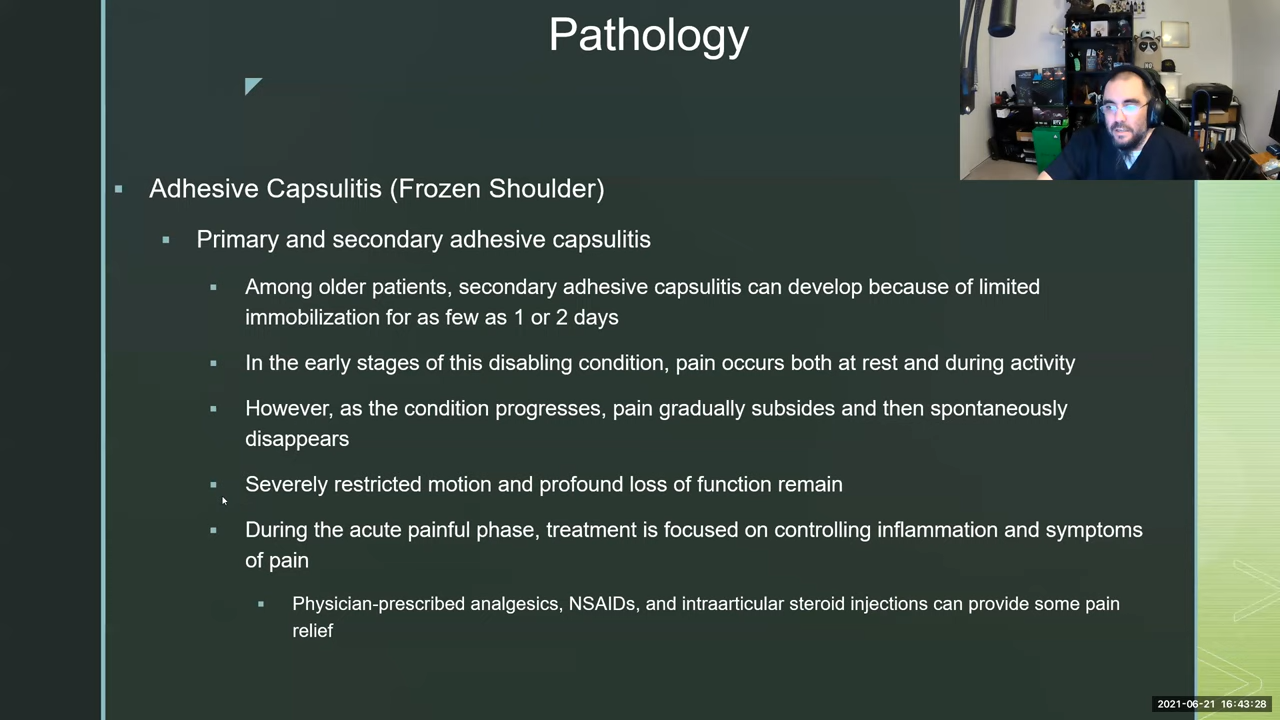 Pathology
Adhesive Capsulitis (Frozen Shoulder)
Primary and secondary adhesive capsulitis
Among older patients, secondary adhesive capsulitis can develop because of limited
immobilization for as few as 1 or 2 days
In the early stages of this disabling condition, pain occurs both at rest and during activity
However, as the condition progresses, pain gradually subsides and then spontaneously
disappears
Severely restricted motion and profound loss of function remain
During the acute painful phase, treatment is focused on controlling inflammation and symptoms
of pain
Physician-prescribed analgesics, NSAIDs, and intraarticular steroid injections can provide some pain
relief
2021-06-21 16:43:28